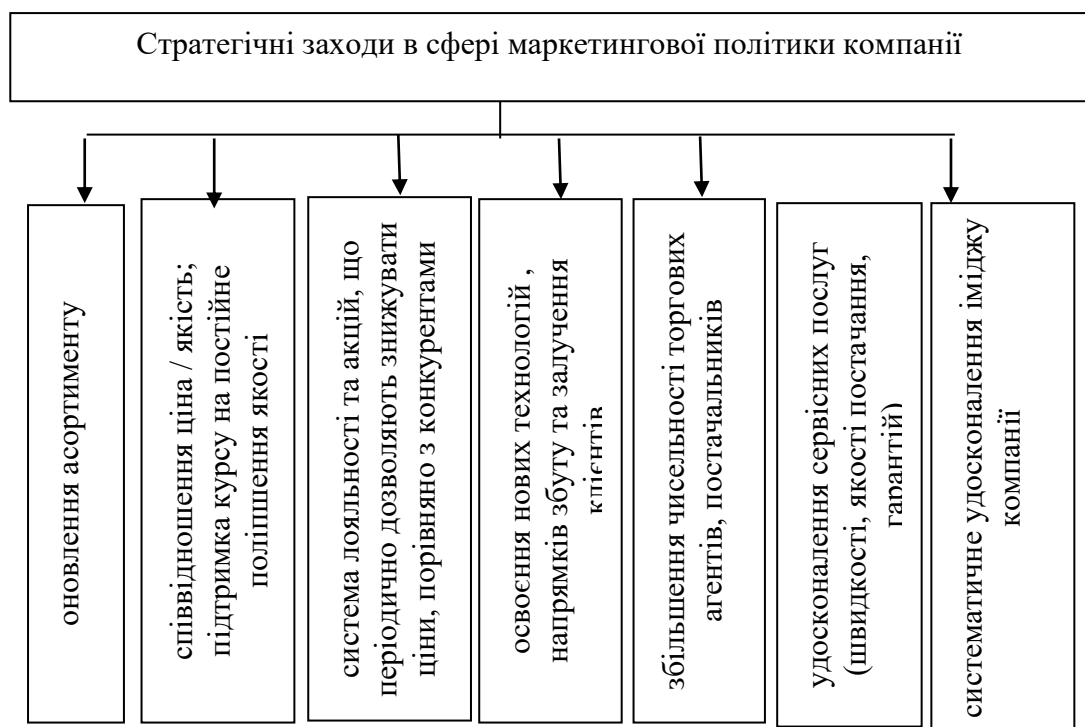 Стратегічні заходи в сфері маркетингової політики компанії
оновлення асортименту
співвідношення ціна / якість;
підтримка курсу на постійне
поліпшення якості
система лояльності та акцій, що
періодично дозволяють знижувати
ціни, порівняно з конкурентами
освоєння нових технологій ,
напрямків збуту та залучення
клієнтів
збільшення чисельності торгових
агентів, постачальників
удосконалення сервісних послуг
(швидкості, якості постачання,
гарантій)
систематичне удосконалення іміджу
компанії